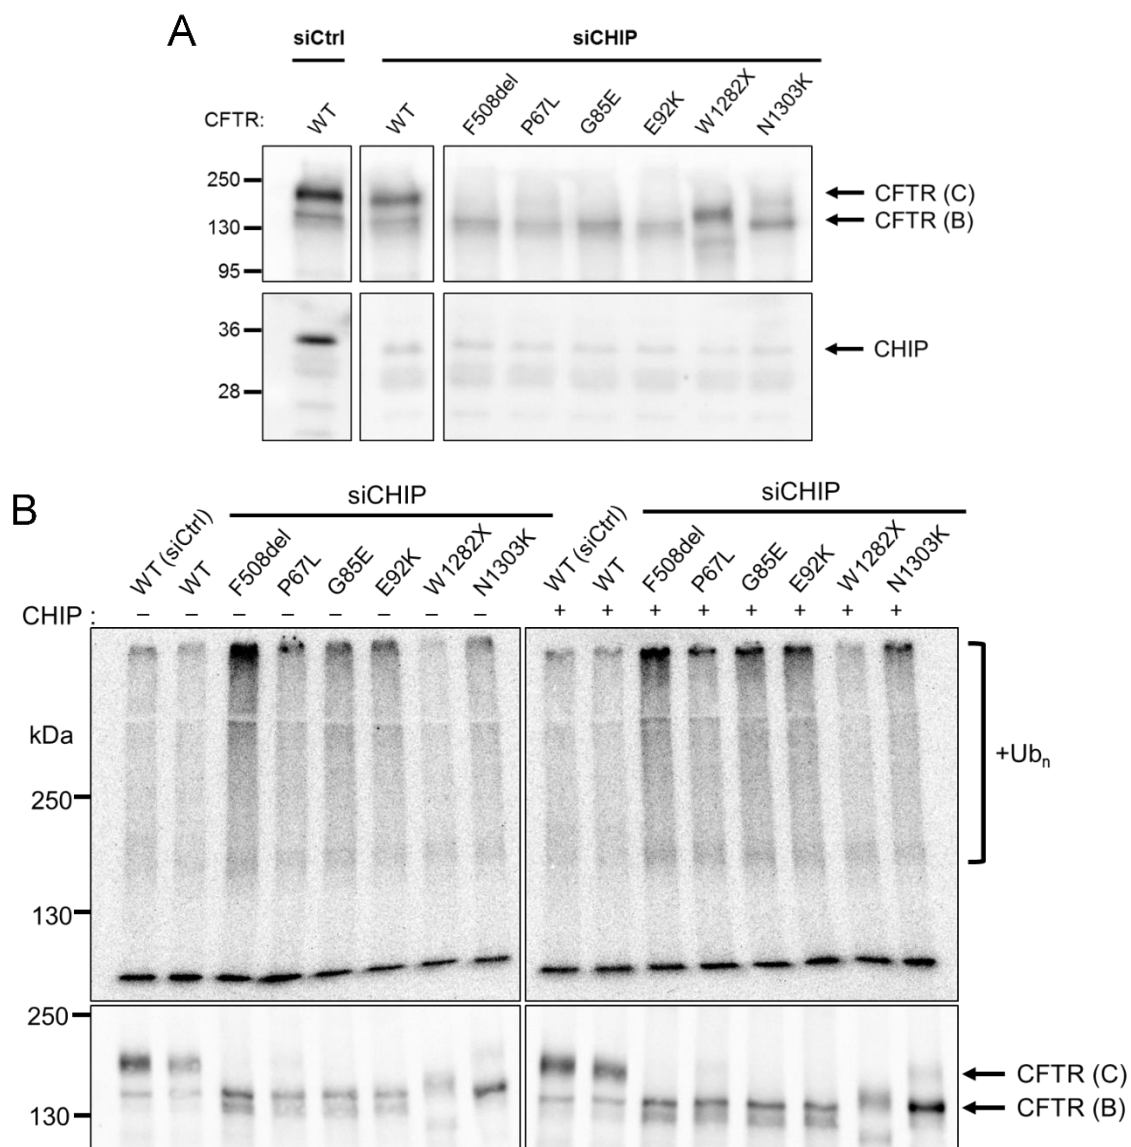 A
siCtrl siCHIP
CFTR: WT WT F508del P67L G85E E92K W1282X N1303K
250
130
95
CFTR (C)
CFTR (B)
36
28
CHIP
B
siCHIP siCHIP
WT (siCtrl) WT F508del P67L G85E E92K W1282X N1303K WT (siCtrl) WT F508del P67L G85E E92K W1282X N1303K
CHIP : – – – – – – – – + + + + + + + +
kDa
250
130
+Ubn
250
130
CFTR (C)
CFTR (B)